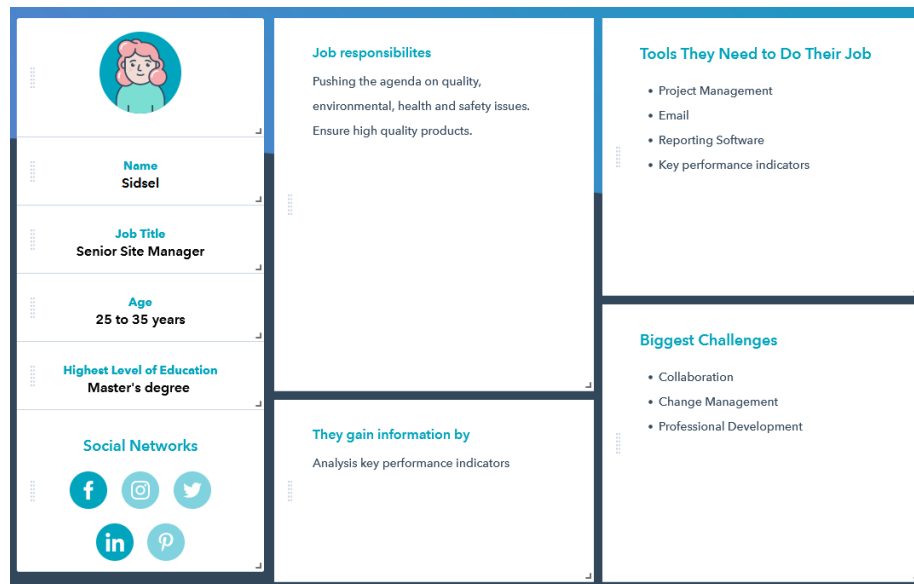 Name
Sidsel
Job Title
Senior Site Manager
Age
25 to 35 years
Highest Level of Education
Master's degree
Social Networks
f
in
Job responsibilites
Pushing the agenda on quality,
environmental, health and safety issues.
Ensure high quality products.
They gain information by
Analysis key performance indicators
Tools They Need to Do Their Job
• Project Management
• Email
• Reporting Software
• Key performance indicators
Biggest Challenges
• Collaboration
• Change Management
• Professional Development